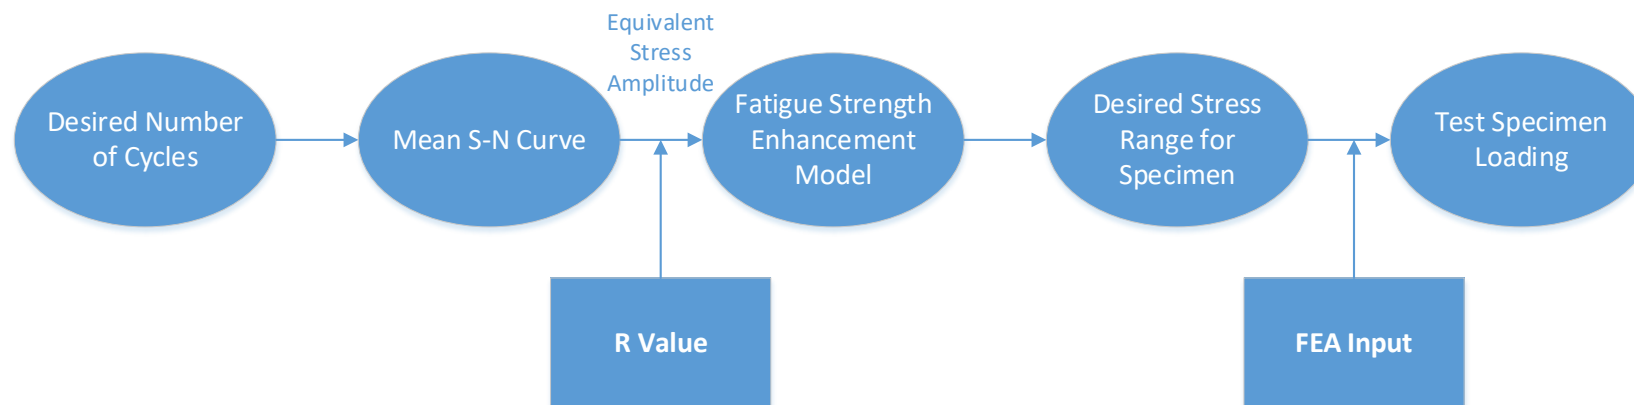 Equivalent
Stress
Amplitude
Desired Number
of Cycles
Mean S-N Curve
Fatigue Strength
Enhancement
Model
Desired Stress
Range for
Specimen
Test Specimen
Loading
R Value
FEA Input